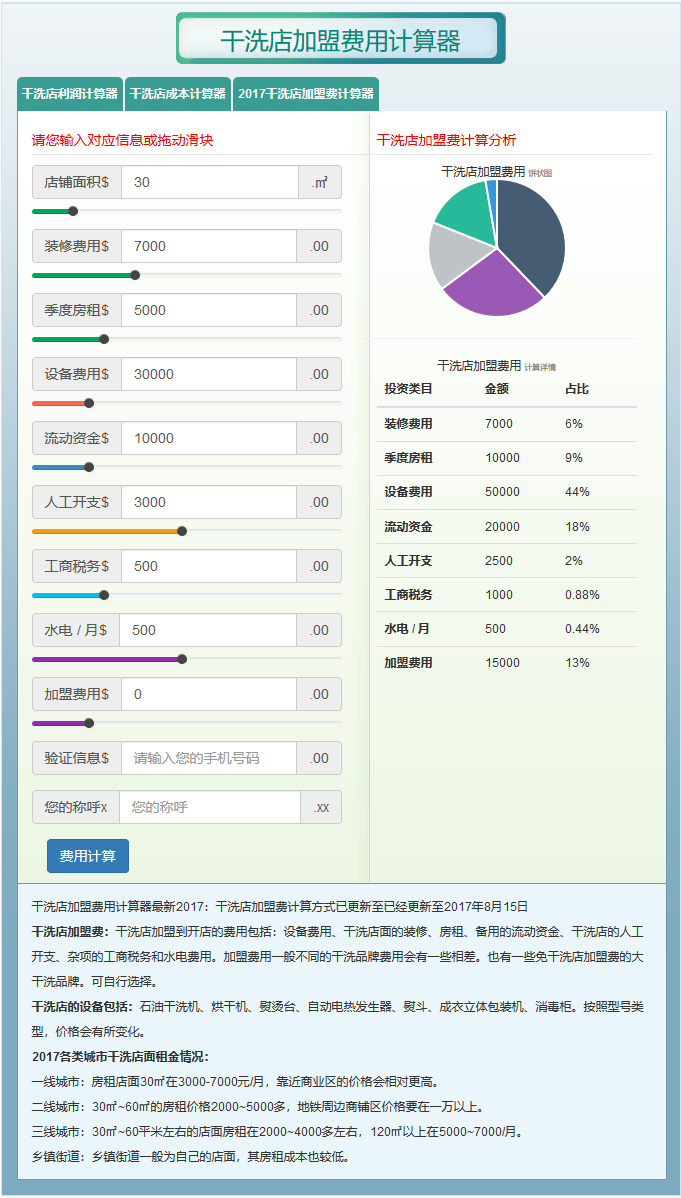 干洗店加盟费用计算器
干洗店利润计算器 干洗店成本计算器 2017干洗店加盟费计算器
请您输入对应信息或拖动滑块
店铺面积$ 30 .㎡
装修费用$ 7000 .00
季度房租$ 5000 .00
设备费用$ 30000 .00
流动资金$ 10000 .00
人工开支$ 3000 .00
工商税务$ 500 .00
水电 / 月$ 500 .00
加盟费用$ 0 .00
验证信息$ 请输入您的手机号码 .00
您的称呼x 您的称呼 .xx
费用计算
干洗店加盟费计算分析
干洗店加盟费用 饼状图
干洗店加盟费用 计算详情
投资类目 金额 占比
装修费用 7000 6%
季度房租 10000 9%
设备费用 50000 44%
流动资金 20000 18%
人工开支 2500 2%
工商税务 1000 0.88%
水电 / 月 500 0.44%
加盟费用 15000 13%
干洗店加盟费用计算器最新2017：干洗店加盟费计算方式已更新至已经更新至2017年8月15日
干洗店加盟费：干洗店加盟到开店的费用包括：设备费用、干洗店面的装修、房租、备用的流动资金、干洗店的人工
开支、杂项的工商税务和水电费用。加盟费用一般不同的干洗品牌费用会有一些相差。也有一些免干洗店加盟费的大
干洗品牌。可自行选择。
干洗店的设备包括：石油干洗机、烘干机、熨烫台、自动电热发生器、熨斗、成衣立体包装机、消毒柜。按照型号类
型，价格会有所变化。
2017各类城市干洗店面租金情况：
一线城市：房租店面30㎡在3000-7000元/月，靠近商业区的价格会相对更高。
二线城市：30㎡~60㎡的房租价格2000~5000多，地铁周边商铺区价格要在一万以上。
三线城市：30㎡~60平米左右的店面房租在2000~4000多左右，120㎡以上在5000~7000/月。
乡镇街道：乡镇街道一般为自己的店面，其房租成本也较低。